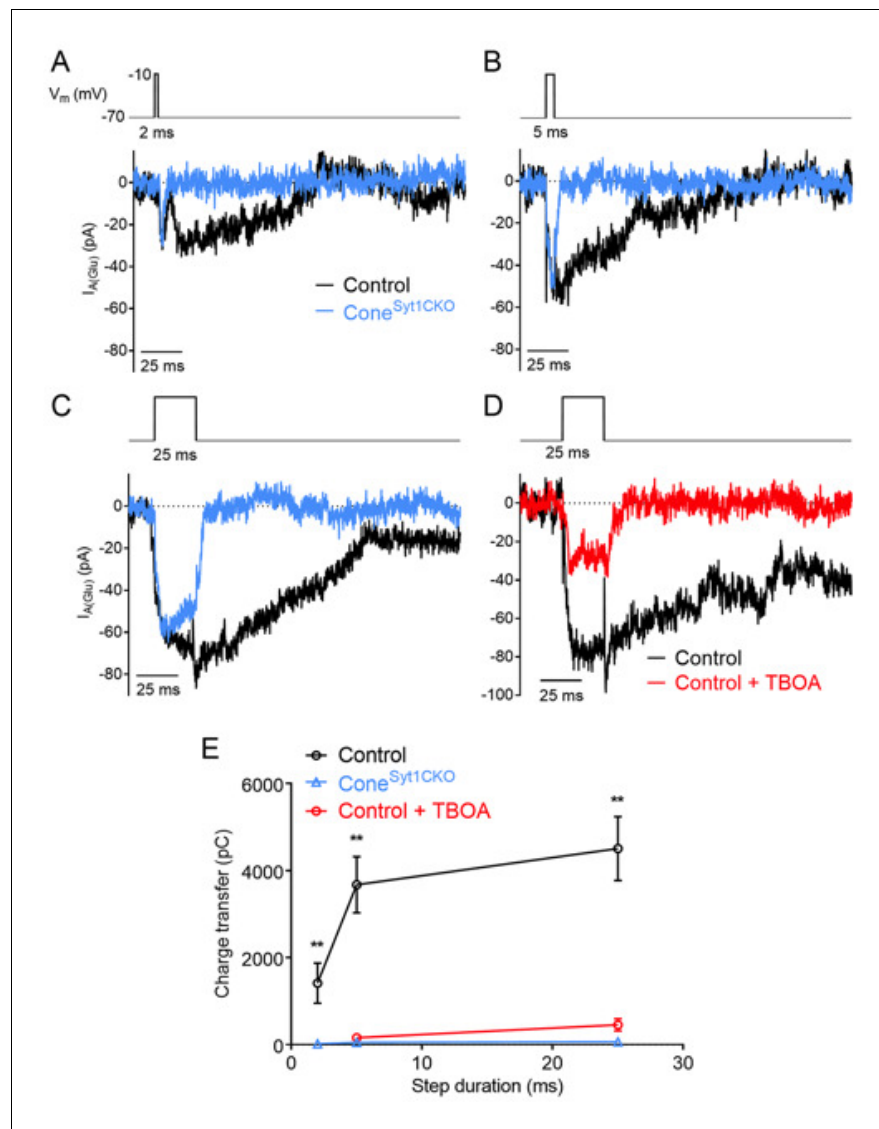 A
B
-10
V_m (mV)
-70
2 ms
5 ms
0
-20
-40
-60
-80
I_A(Glu) (pA)
Control
Cone^Syt1CKO
25 ms
0
-20
-40
-60
-80
25 ms
C
D
25 ms
25 ms
0
-20
-40
-60
-80
I_A(Glu) (pA)
25 ms
0
-20
-40
-60
-80
-100
Control
Control + TBOA
25 ms
E
Control
Cone^Syt1CKO
Control + TBOA
6000
4000
2000
0
Charge transfer (pC)
**
**
**
0
10
20
30
Step duration (ms)